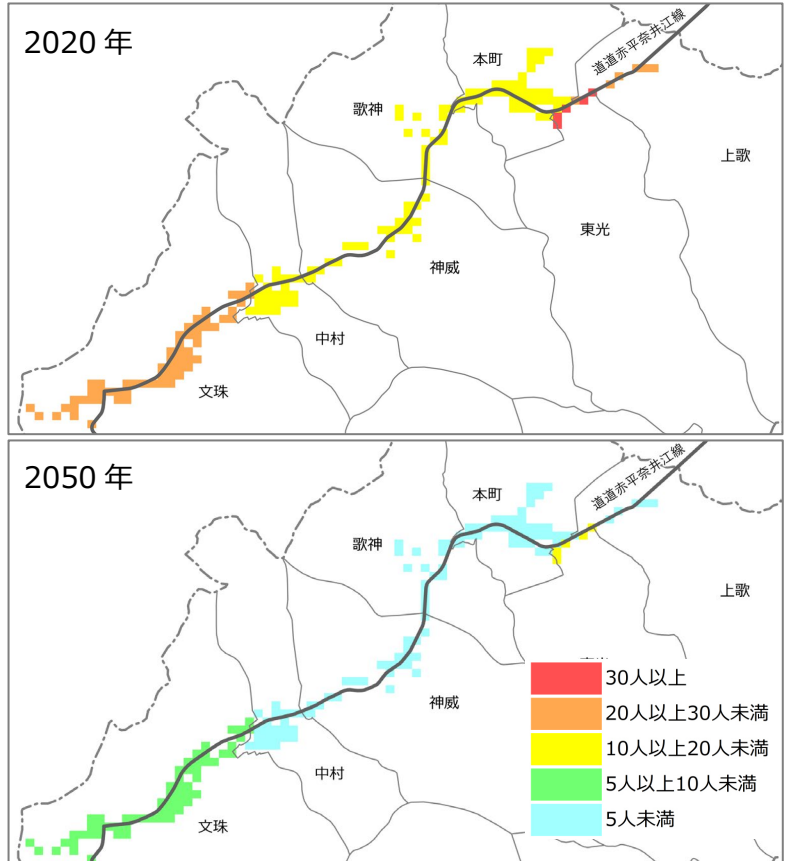 2020 年
道道赤平奈井江線
本町
歌神
上歌
東光
神威
中村
文珠
2050 年
道道赤平奈井江線
本町
歌神
上歌
神威
中村
文珠
30人以上
20人以上30人未満
10人以上20人未満
5人以上10人未満
5人未満